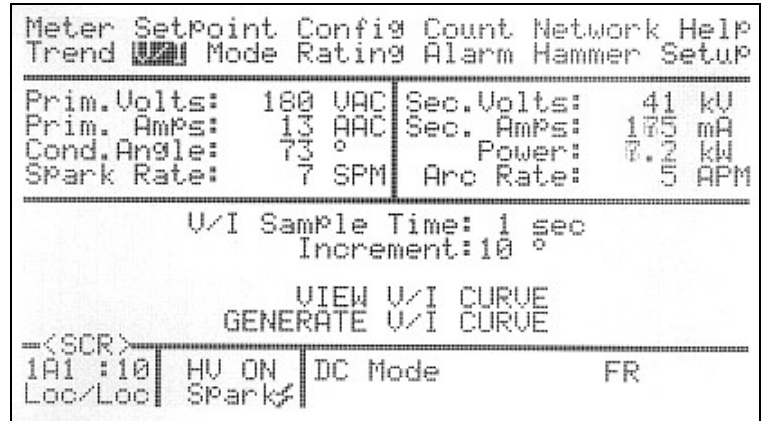 Meter Setpoint Config Count Network Help
Trend V/I Mode Rating Alarm Hammer Setup
Prim.Volts: 180 VAC
Prim. Amps: 13 AAC
Cond.Angle: 73 °
Spark Rate: 7 SPM
Sec.Volts: 41 kV
Sec. Amps: mA
Power: kW
Arc Rate: 5 APM
V/I Sample Time: 1 sec
Increment:10 °
VIEW V/I CURVE
GENERATE V/I CURVE
<SCR>
1A1 :10
Loc/Loc
HV ON
Spark
DC Mode FR